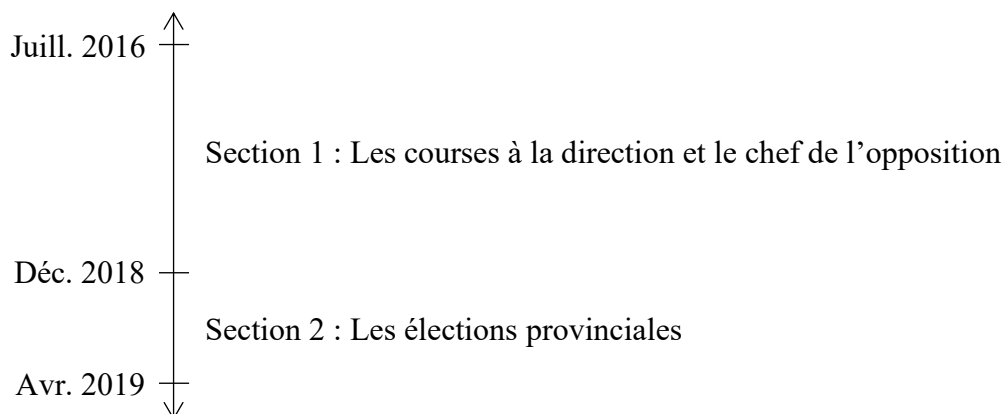 Juill. 2016
Section 1 : Les courses à la direction et le chef de l’opposition
Déc. 2018
Section 2 : Les élections provinciales
Avr. 2019